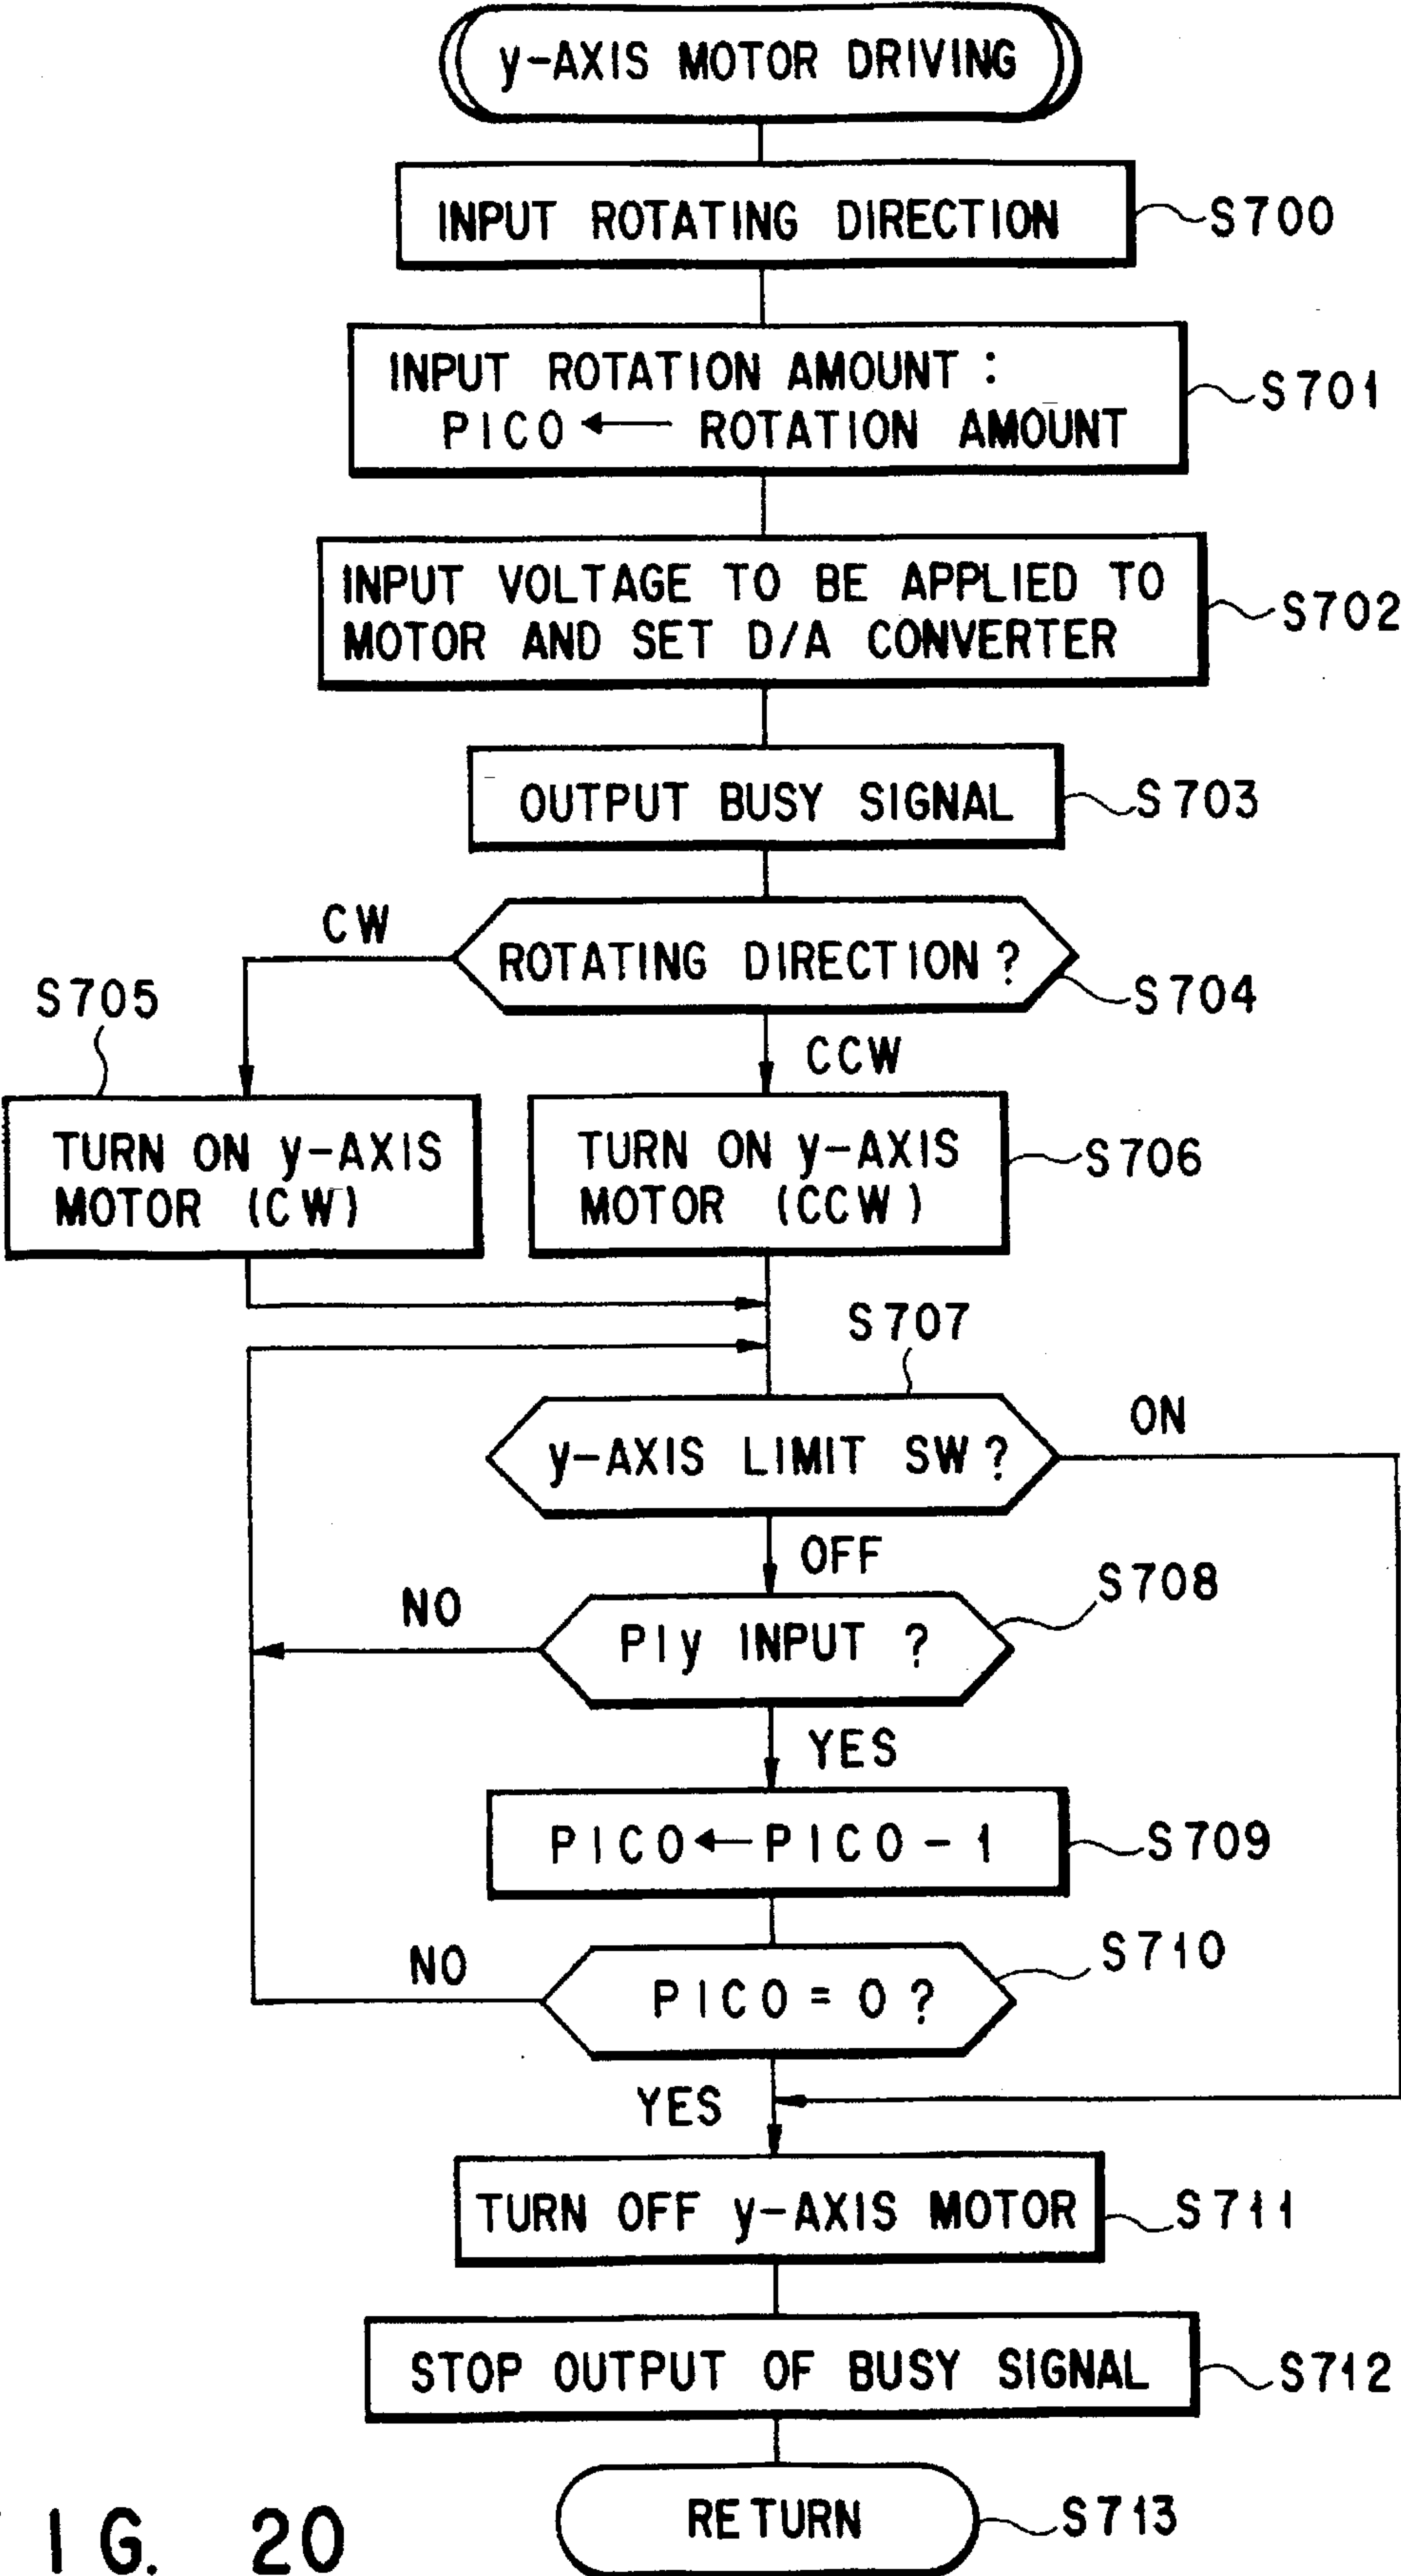 y-AXIS MOTOR DRIVING
INPUT ROTATING DIRECTION
S700
INPUT ROTATION AMOUNT :
PICO ← ROTATION AMOUNT
S701
INPUT VOLTAGE TO BE APPLIED TO
MOTOR AND SET D/A CONVERTER
S702
OUTPUT BUSY SIGNAL
S703
CW
ROTATING DIRECTION ?
S704
S705
CCW
TURN ON y-AXIS
MOTOR (CW)
TURN ON y-AXIS
MOTOR (CCW)
S706
S707
y-AXIS LIMIT SW ?
ON
OFF
S708
NO
PIy INPUT ?
YES
PICO ← PICO - 1
S709
NO
PICO = 0 ?
S710
YES
TURN OFF y-AXIS MOTOR
S711
STOP OUTPUT OF BUSY SIGNAL
S712
RETURN
S713
IG. 20